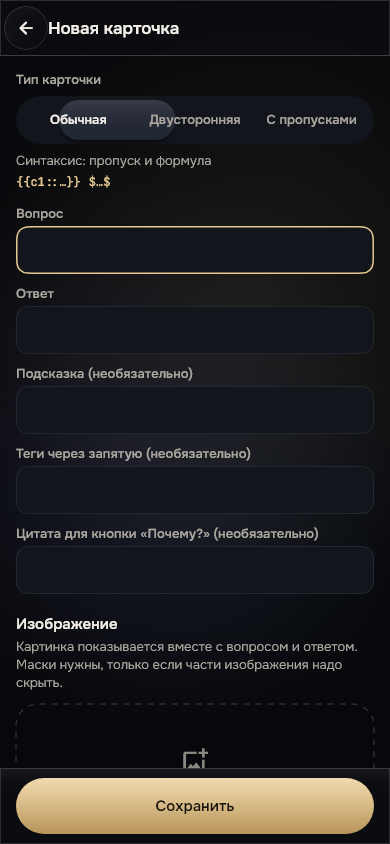 Новая карточка
Тип карточки
Обычная
Двусторонняя
С пропусками
Синтаксис: пропуск и формула
{{c1::…}} $…$
Вопрос
Ответ
Подсказка (необязательно)
Теги через запятую (необязательно)
Цитата для кнопки «Почему?» (необязательно)
Изображение
Картинка показывается вместе с вопросом и ответом.
Маски нужны, только если части изображения надо
скрыть.
Сохранить